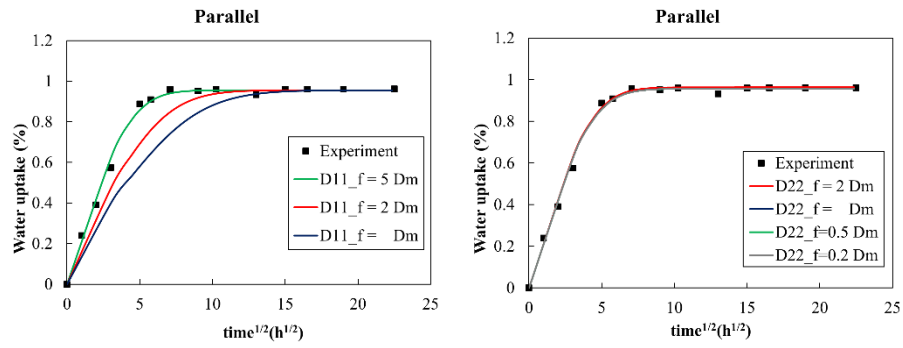 Parallel
1.2
1
0.8
0.6
0.4
0.2
0
Water uptake (%)
0 5 10 15 20 25
time1/2(h1/2)
Experiment
D11_f = 5 Dm
D11_f = 2 Dm
D11_f = Dm
Parallel
1.2
1
0.8
0.6
0.4
0.2
0
Water uptake (%)
0 5 10 15 20 25
time1/2(h1/2)
Experiment
D22_f = 2 Dm
D22_f = Dm
D22_f=0.5 Dm
D22_f=0.2 Dm